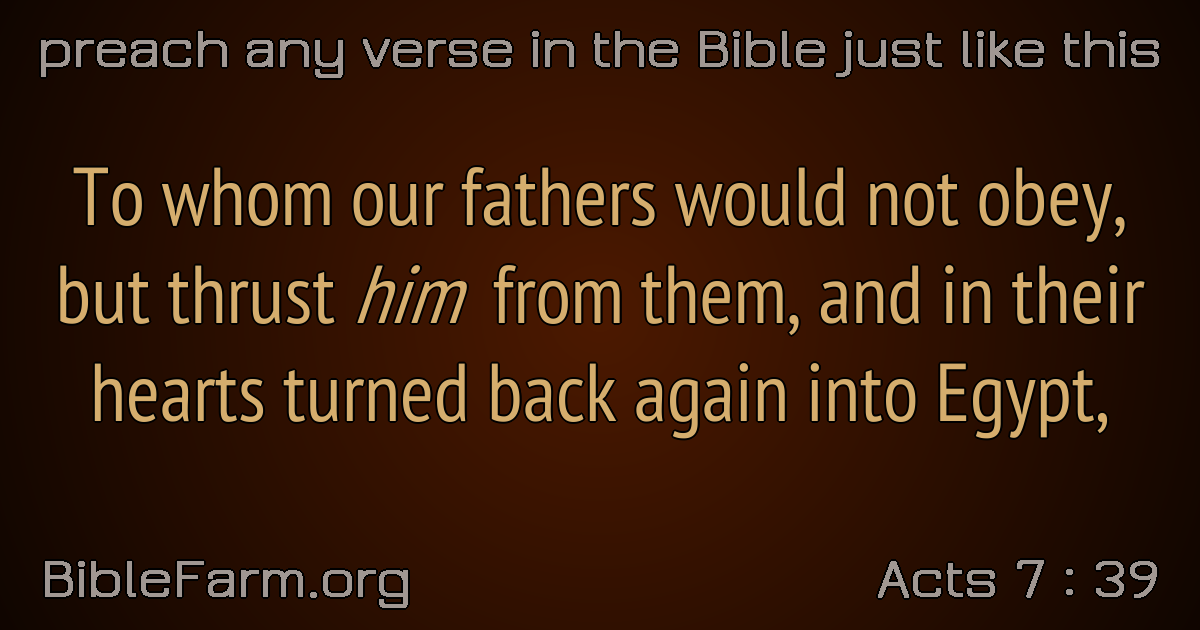 preach any verse in the Bible just like this
To whom our fathers would not obey,
but thrust him from them, and in their
hearts turned back again into Egypt,
BibleFarm.org
Acts 7 : 39